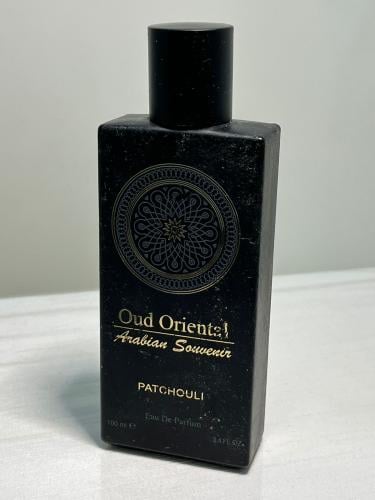 Oud Oriental
Arabian Souvenir
PATCHOULI
Eau De Parfum
100 ml e
3.4 FL OZ